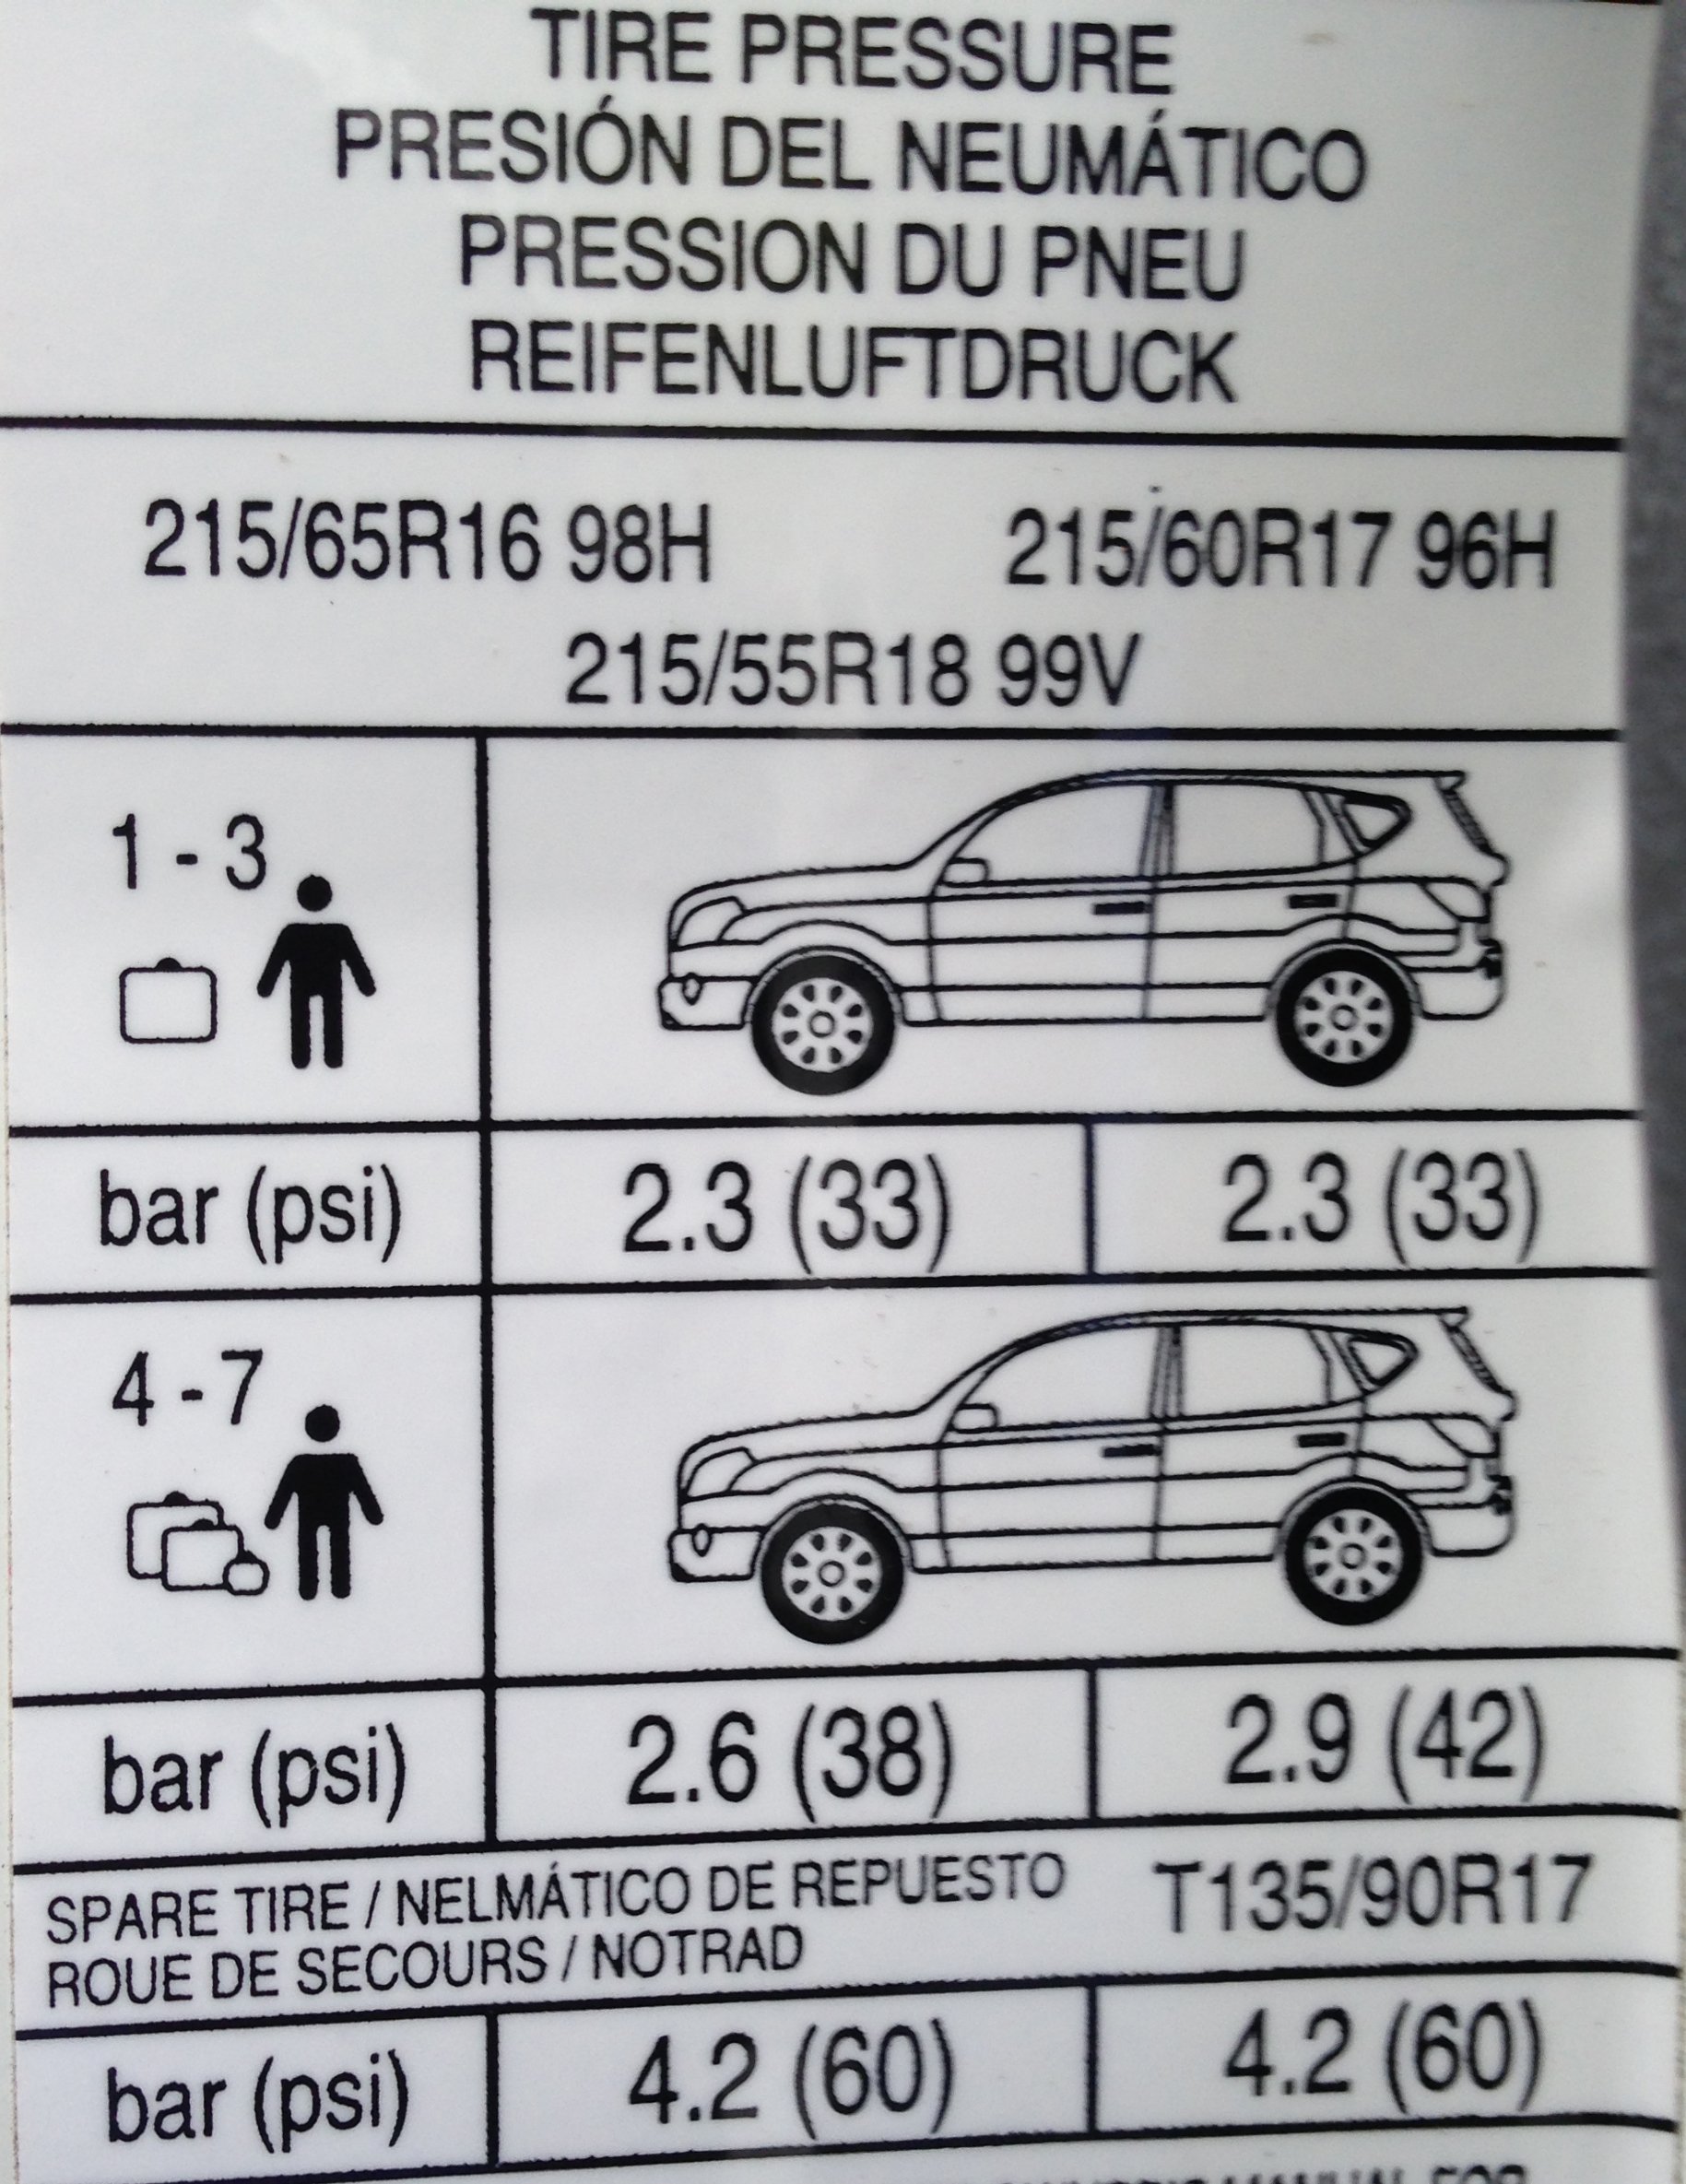 TIRE PRESSURE
PRESIÓN DEL NEUMÁTICO
PRESSION DU PNEU
REIFENLUFTDRUCK
215/65R16 98H 215/60R17 96H
215/55R18 99V
1 - 3
bar (psi) 2.3 (33) 2.3 (33)
4 - 7
bar (psi) 2.6 (38) 2.9 (42)
SPARE TIRE / NELMÁTICO DE REPUESTO T135/90R17
ROUE DE SECOURS / NOTRAD
bar (psi) 4.2 (60) 4.2 (60)
MANUAL FOR